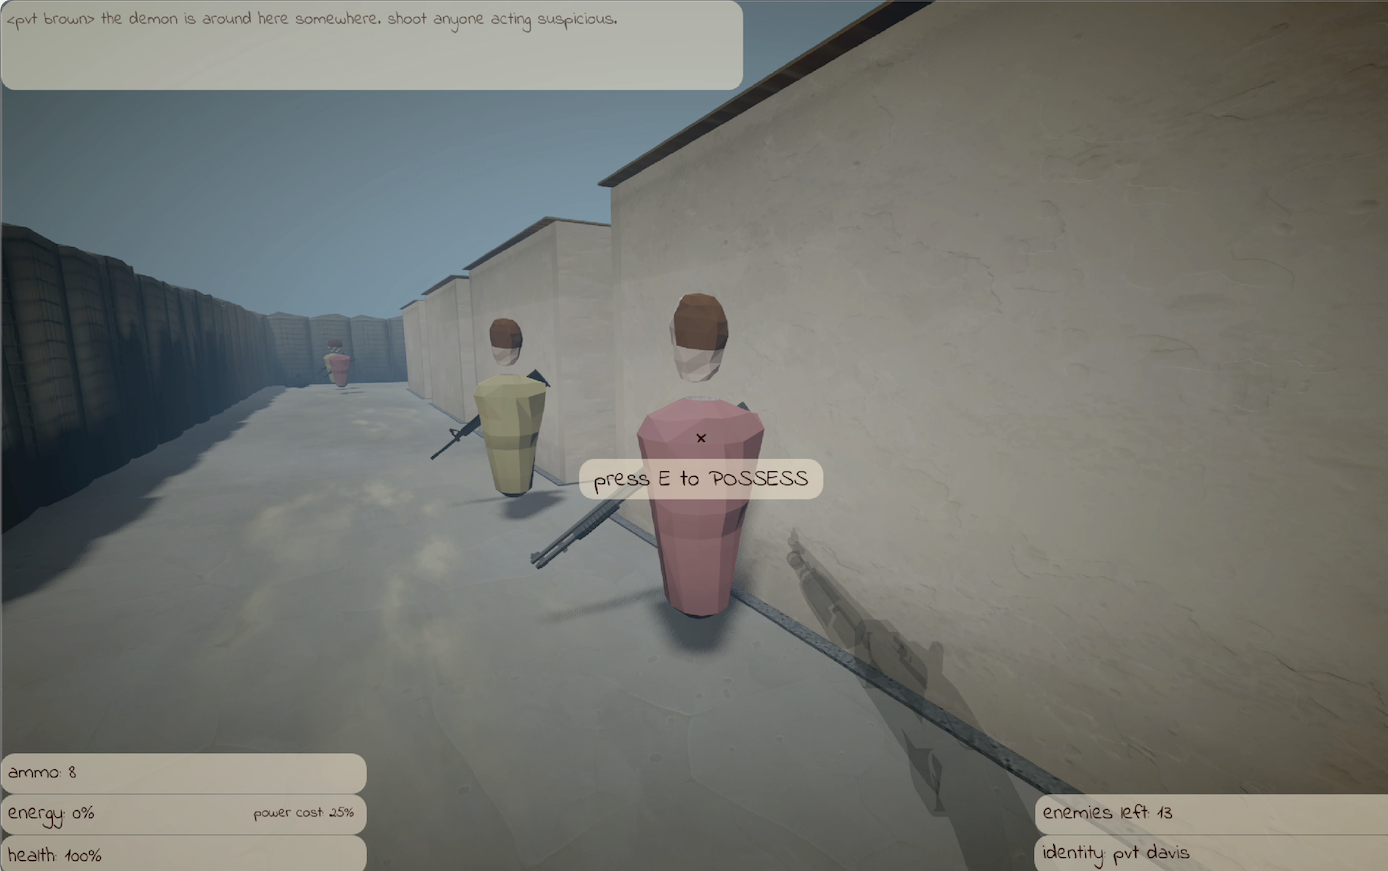 <pvt brown> the demon is around here somewhere. shoot anyone acting suspicious.
press E to POSSESS
ammo: 8
energy: 0% power cost: 25%
health: 100%
enemies left: 13
identity: pvt davis